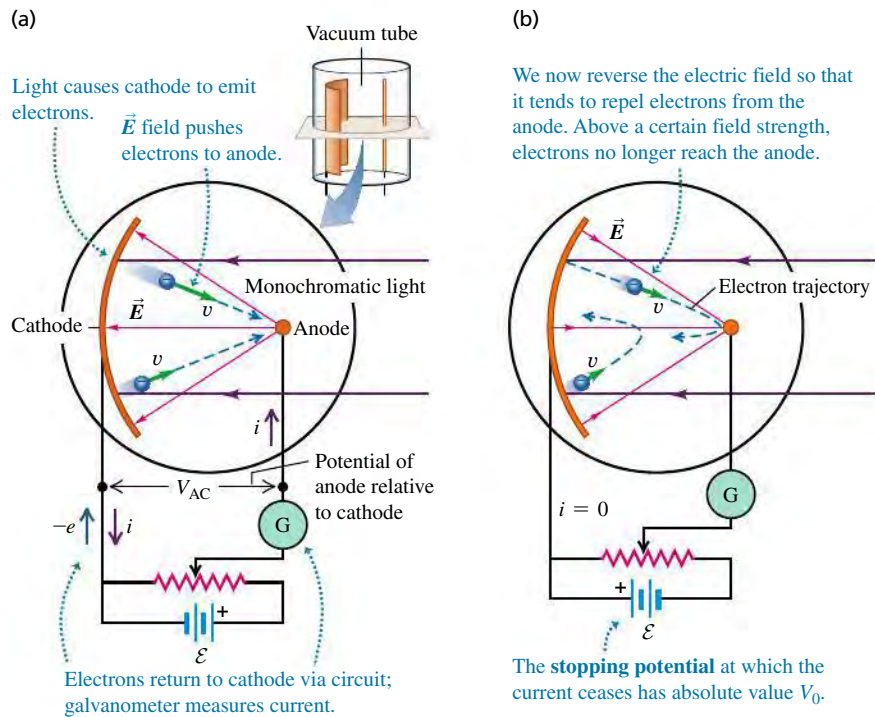 (a)
Vacuum tube
Light causes cathode to emit
electrons.
E⃗ field pushes
electrons to anode.
Monochromatic light
E⃗
v
Cathode
Anode
v
i
V_AC
Potential of
anode relative
to cathode
−e
i
G
+
ℰ
Electrons return to cathode via circuit;
galvanometer measures current.
(b)
We now reverse the electric field so that
it tends to repel electrons from the
anode. Above a certain field strength,
electrons no longer reach the anode.
E⃗
Electron trajectory
v
v
G
i = 0
+
ℰ
The stopping potential at which the
current ceases has absolute value V₀.